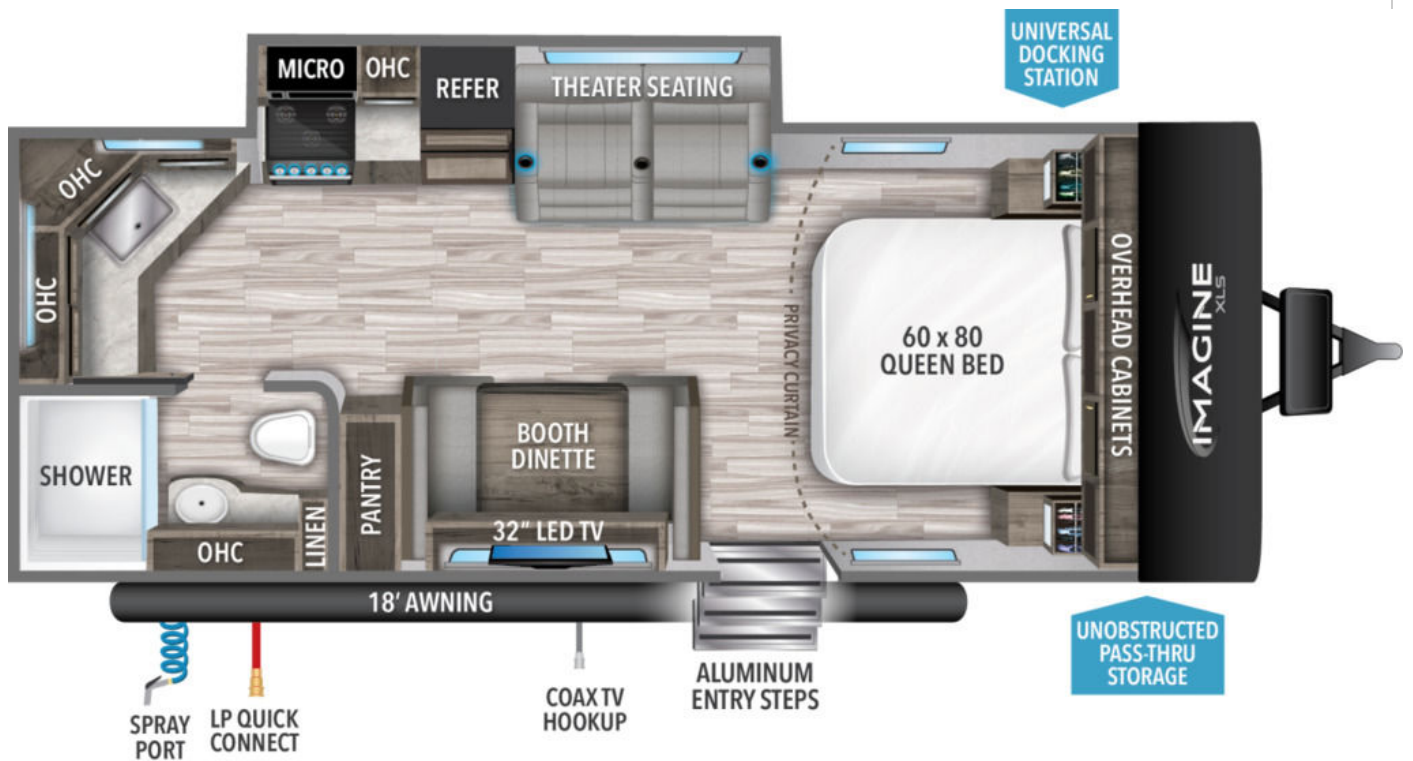 UNIVERSAL
DOCKING
STATION
MICRO
OHC
REFER
THEATER SEATING
OHC
OHC
PRIVACY CURTAIN
60 x 80
QUEEN BED
OVERHEAD CABINETS
IMAGINE
XLS
SHOWER
OHC
LINEN
PANTRY
BOOTH
DINETTE
32" LED TV
18' AWNING
SPRAY
PORT
LP QUICK
CONNECT
COAX TV
HOOKUP
ALUMINUM
ENTRY STEPS
UNOBSTRUCTED
PASS-THRU
STORAGE